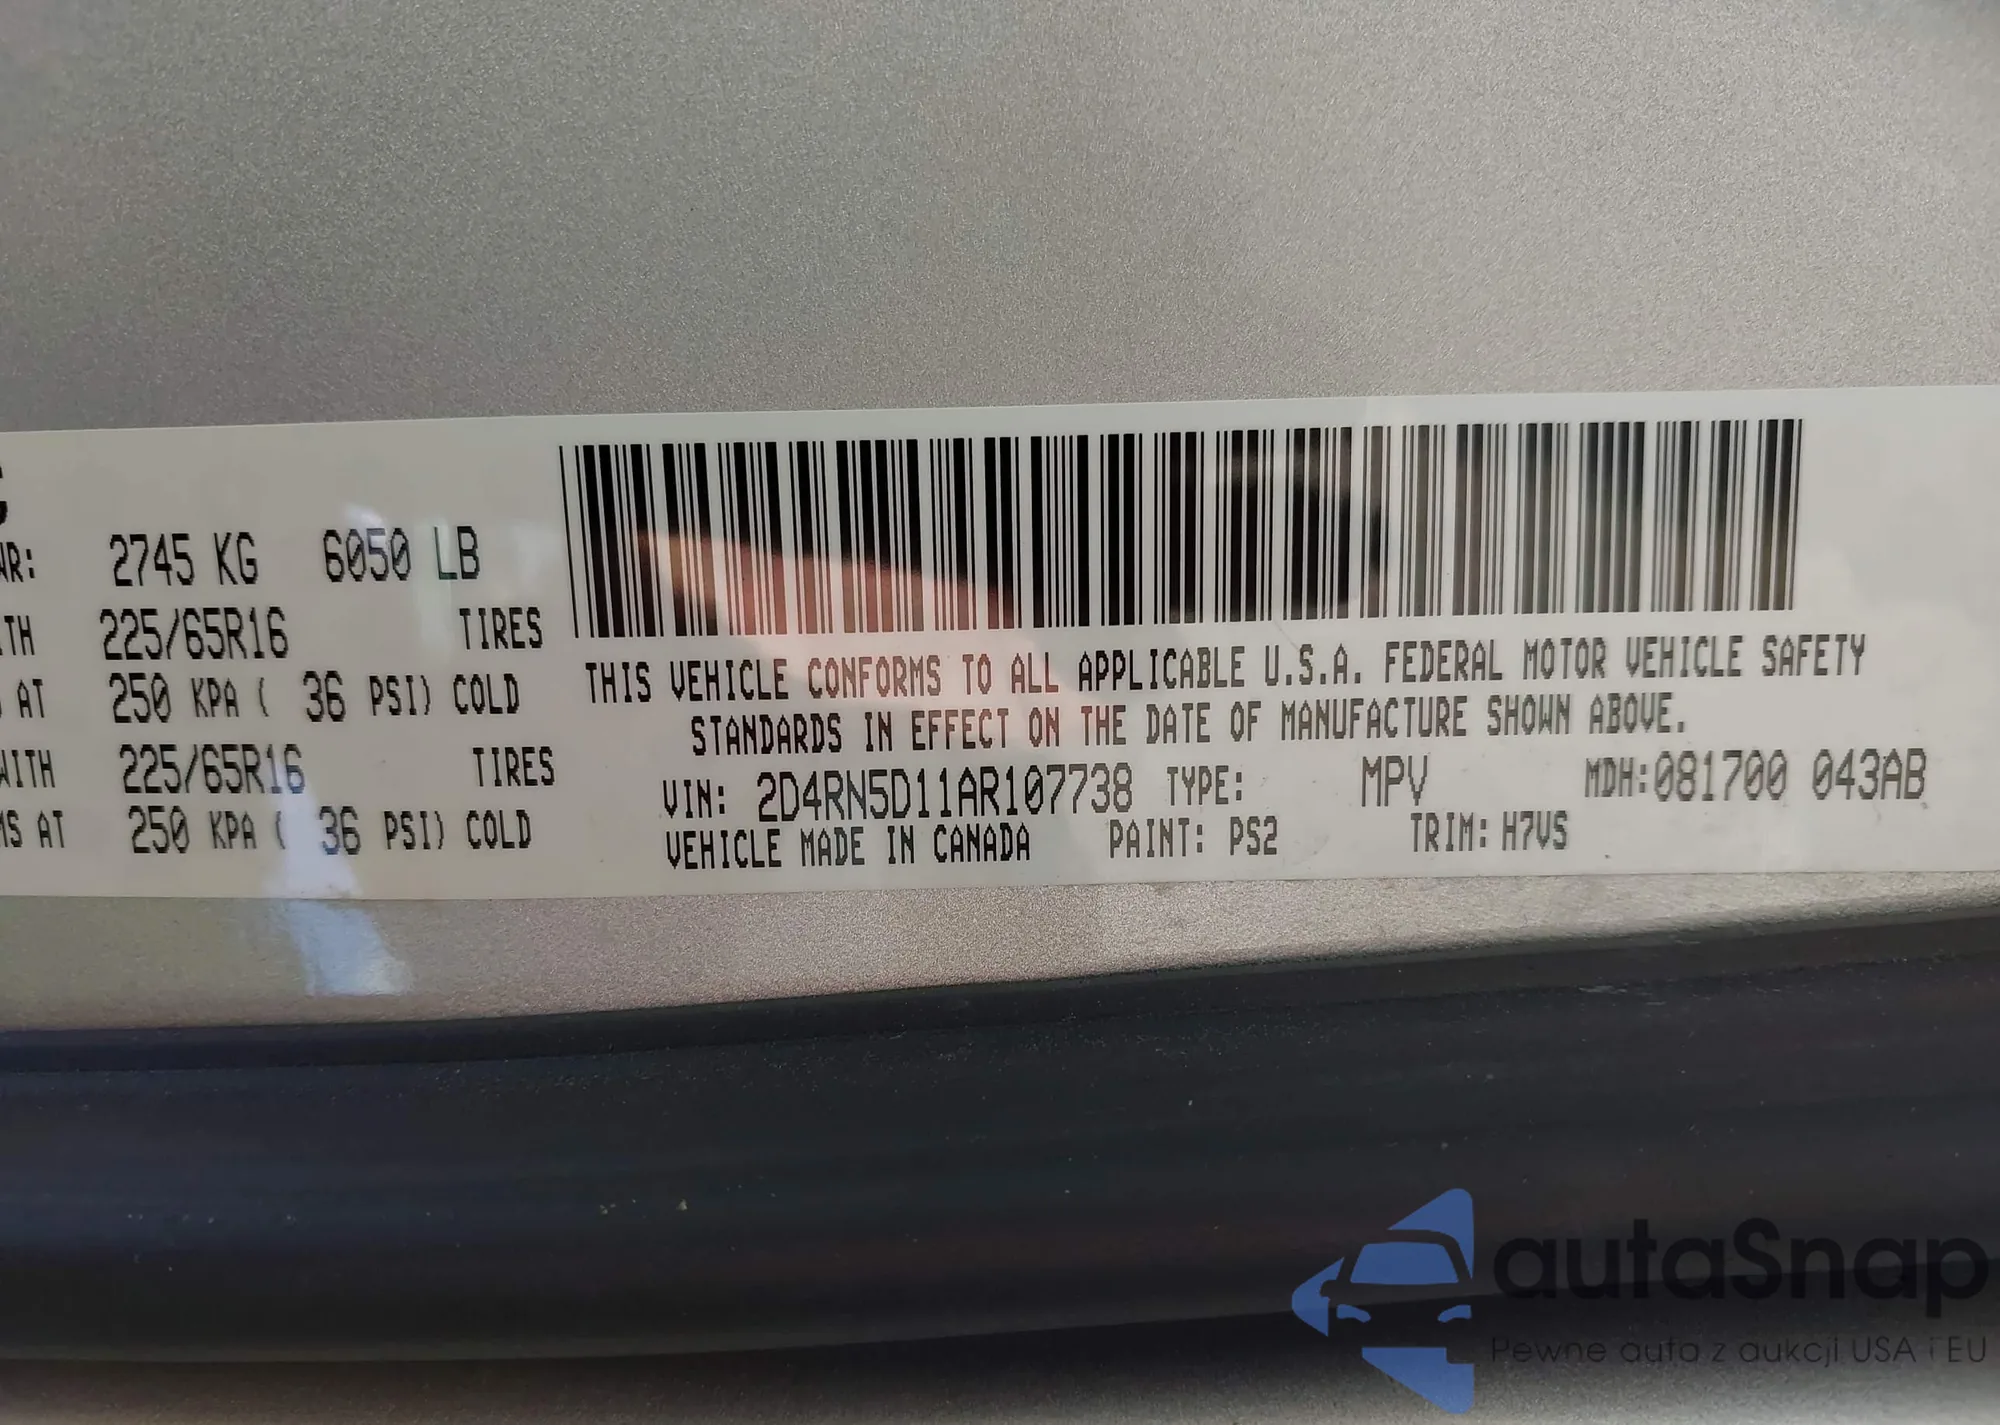 WR: 2745 KG 6050 LB
TH 225/65R16 TIRES
AT 250 KPA ( 36 PSI) COLD
WITH 225/65R16 TIRES
MS AT 250 KPA ( 36 PSI) COLD
THIS VEHICLE CONFORMS TO ALL APPLICABLE U.S.A. FEDERAL MOTOR VEHICLE SAFETY
STANDARDS IN EFFECT ON THE DATE OF MANUFACTURE SHOWN ABOVE.
VIN: 2D4RN5D11AR107738 TYPE: MPV MDH:081700 043AB
VEHICLE MADE IN CANADA PAINT: PS2 TRIM: H7VS
autaSnap
Pewne auta z aukcji USA i EU